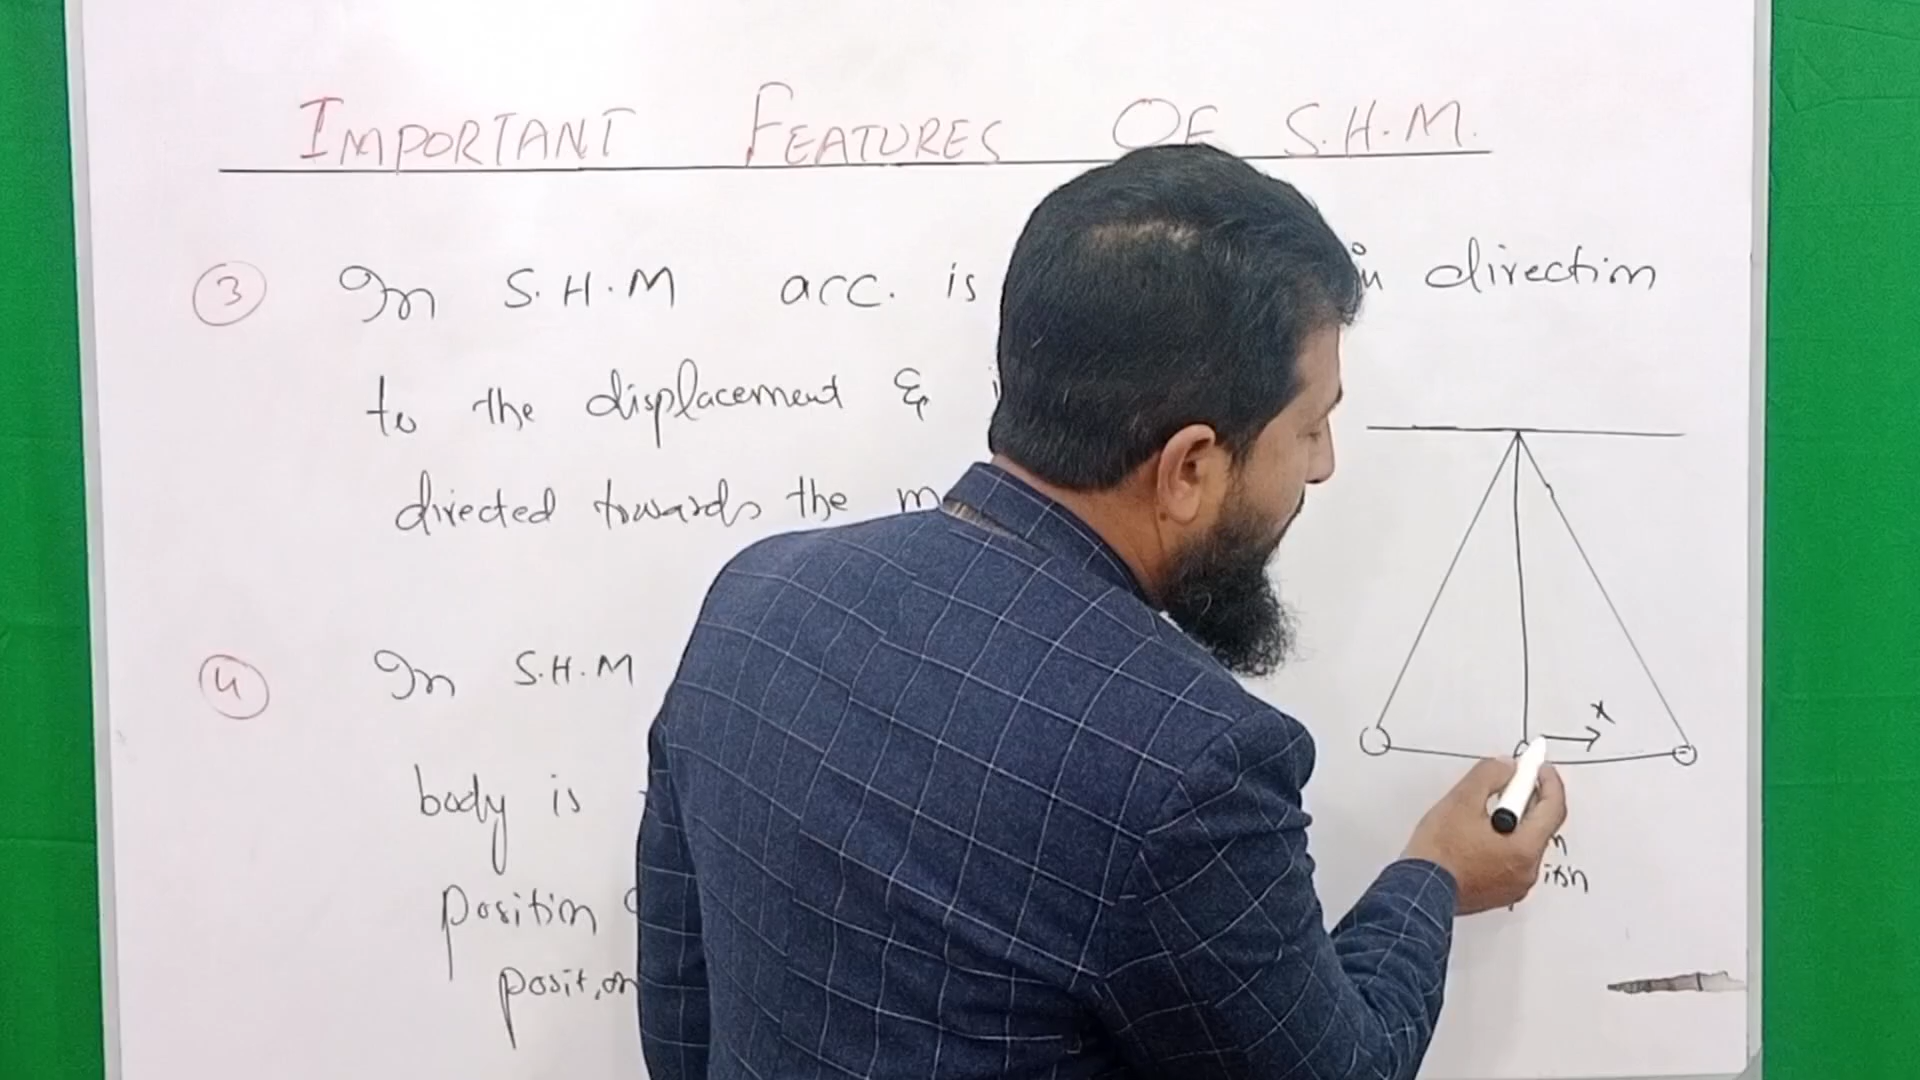 IMPORTANT FEATURES OF S.H.M.
3 In S.H.M acc. is in direction
to the displacement &
directed towards the
4 In S.H.M
body is
position
position
x